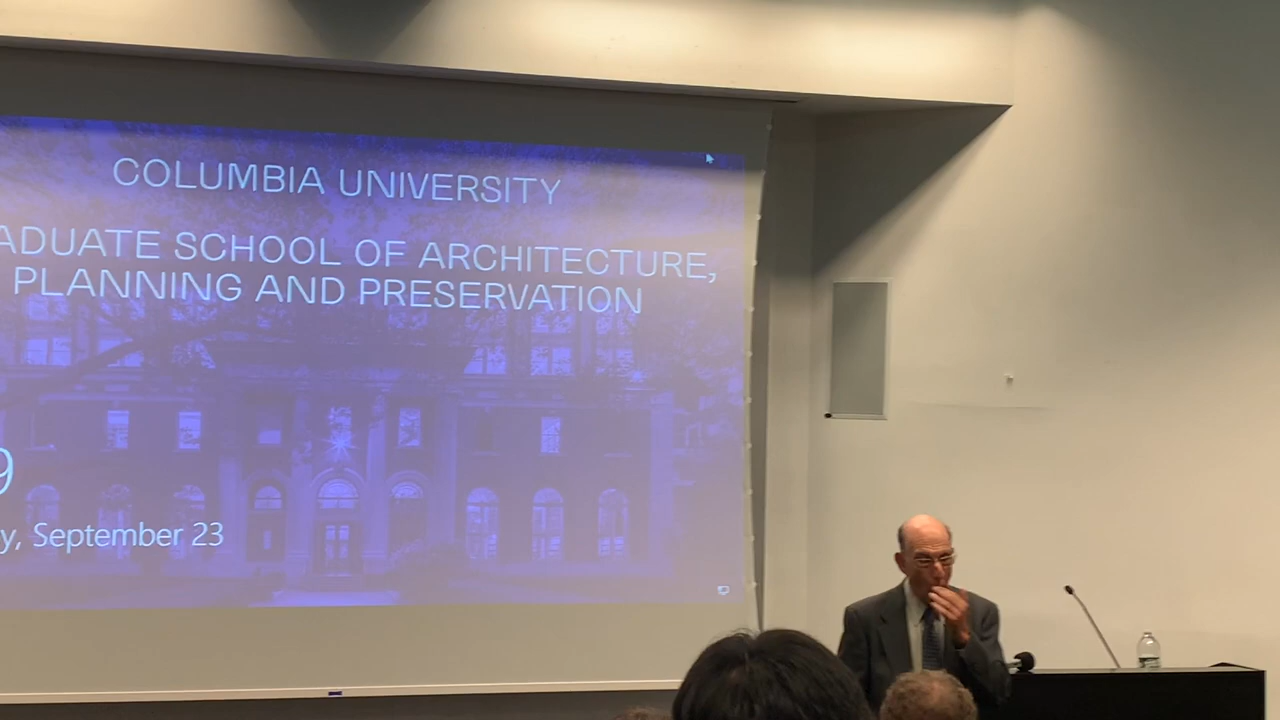 COLUMBIA UNIVERSITY
ADUATE SCHOOL OF ARCHITECTURE,
PLANNING AND PRESERVATION
9
y, September 23